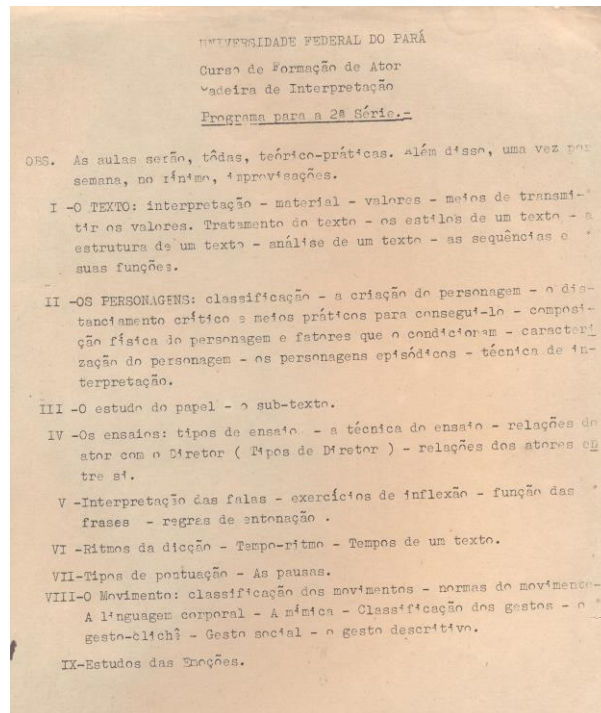 UNIVERSIDADE FEDERAL DO PARÁ
Curso de Formação de Ator
Cadeira de Interpretação
Programa para a 2ª Série.-
OBS. As aulas serão, tôdas, teórico-práticas. Além disso, uma vez por
semana, no mínimo, improvisações.
I -O TEXTO: interpretação - material - valores - meios de transmi-
tir os valores. Tratamento do texto - os estilos de um texto - a
estrutura de um texto - análise de um texto - as sequências e
suas funções.
II -OS PERSONAGENS: classificação - a criação do personagem - o dis-
tanciamento crítico e meios práticos para consegui-lo - composi-
ção física do personagem e fatores que o condicionam - caracteri
zação do personagem - os personagens episódicos - técnica de in-
terpretação.
III -O estudo do papel - o sub-texto.
IV -Os ensaios: tipos de ensaio - a técnica do ensaio - relações do
ator com o Diretor ( Tipos de Diretor ) - relações dos atores en
tre si.
V -Interpretação das falas - exercícios de inflexão - função das
frases - regras de entonação .
VI -Ritmos da dicção - Tempo-ritmo - Tempos de um texto.
VII-Tipos de pontuação - As pausas.
VIII-O Movimento: classificação dos movimentos - normas do movimento-
A linguagem corporal - A mímica - Classificação dos gestos - o
gesto-clichê - Gesto social - o gesto descritivo.
IX-Estudos das Emoções.